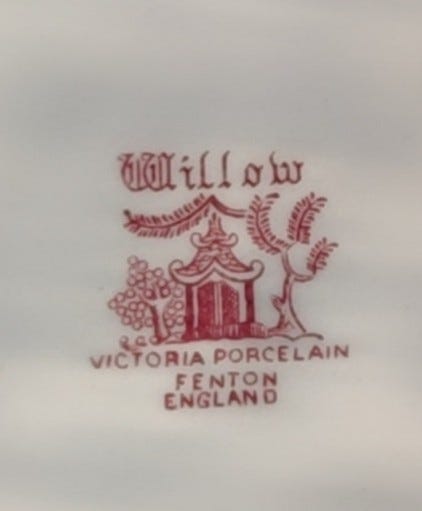 Willow
VICTORIA PORCELAIN
FENTON
ENGLAND